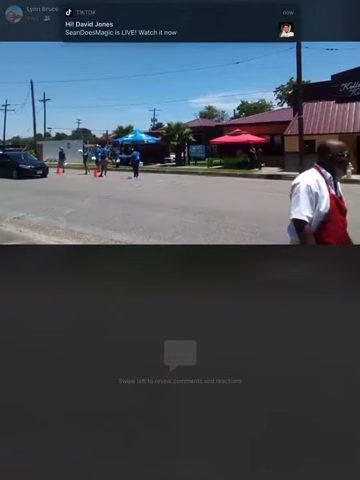 Lynn Bruce
TIKTOK
now
Hi! David Jones
SeanDoesMagic is LIVE! Watch it now
Swipe left to reveal comments and reactions